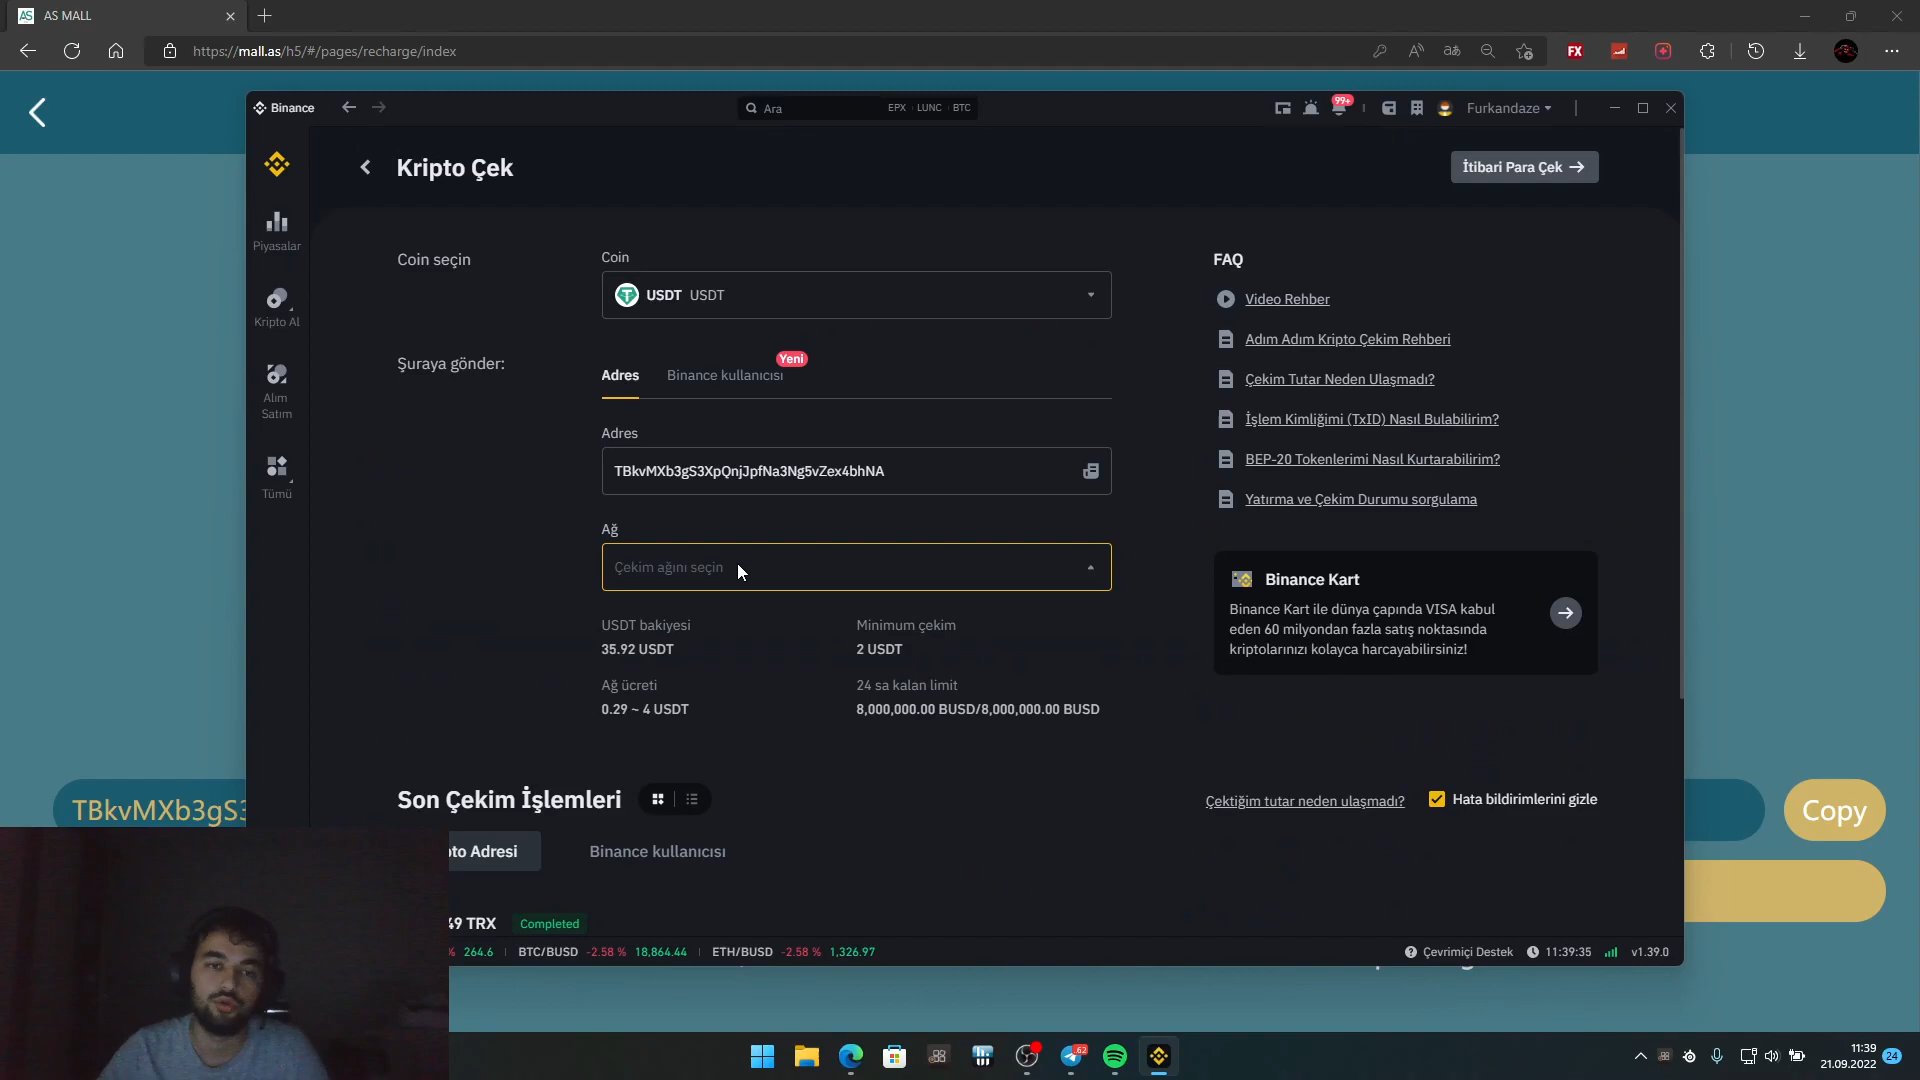 AS MALL
https://mall.as/h5/#/pages/recharge/index
FX
Binance
Ara
EPX
LUNC
BTC
99+
Furkandaze
Kripto Çek
İtibari Para Çek
Piyasalar
Kripto Al
Alım
Satım
Tümü
Coin seçin
Coin
USDT USDT
Şuraya gönder:
Yeni
Adres
Binance kullanıcısı
Adres
TBkvMXb3gS3XpQnjJpfNa3Ng5vZex4bhNA
Ağ
Çekim ağını seçin
USDT bakiyesi
35.92 USDT
Minimum çekim
2 USDT
Ağ ücreti
0.29 ~ 4 USDT
24 sa kalan limit
8,000,000.00 BUSD/8,000,000.00 BUSD
FAQ
Video Rehber
Adım Adım Kripto Çekim Rehberi
Çekim Tutar Neden Ulaşmadı?
İşlem Kimliğimi (TxID) Nasıl Bulabilirim?
BEP-20 Tokenlerimi Nasıl Kurtarabilirim?
Yatırma ve Çekim Durumu sorgulama
Binance Kart
Binance Kart ile dünya çapında VISA kabul
eden 60 milyondan fazla satış noktasında
kriptolarınızı kolayca harcayabilirsiniz!
Son Çekim İşlemleri
Çektiğim tutar neden ulaşmadı?
Hata bildirimlerini gizle
TBkvMXb3gS3
Copy
to Adresi
Binance kullanıcısı
49 TRX
Completed
% 264.6
BTC/BUSD -2.58 % 18,864.44
ETH/BUSD -2.58 % 1,326.97
Çevrimiçi Destek
11:39:35
v1.39.0
62
11:39
21.09.2022
24